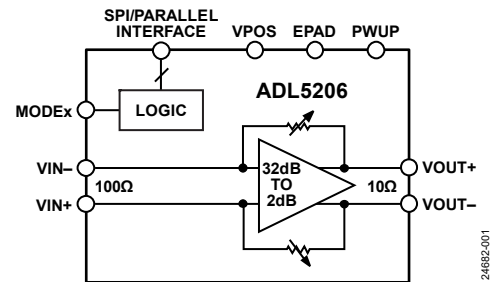 SPI/PARALLEL
INTERFACE
VPOS
EPAD
PWUP
ADL5206
MODEx
LOGIC
VIN–
100Ω
VIN+
32dB
TO
2dB
10Ω
VOUT+
VOUT–
24682-001